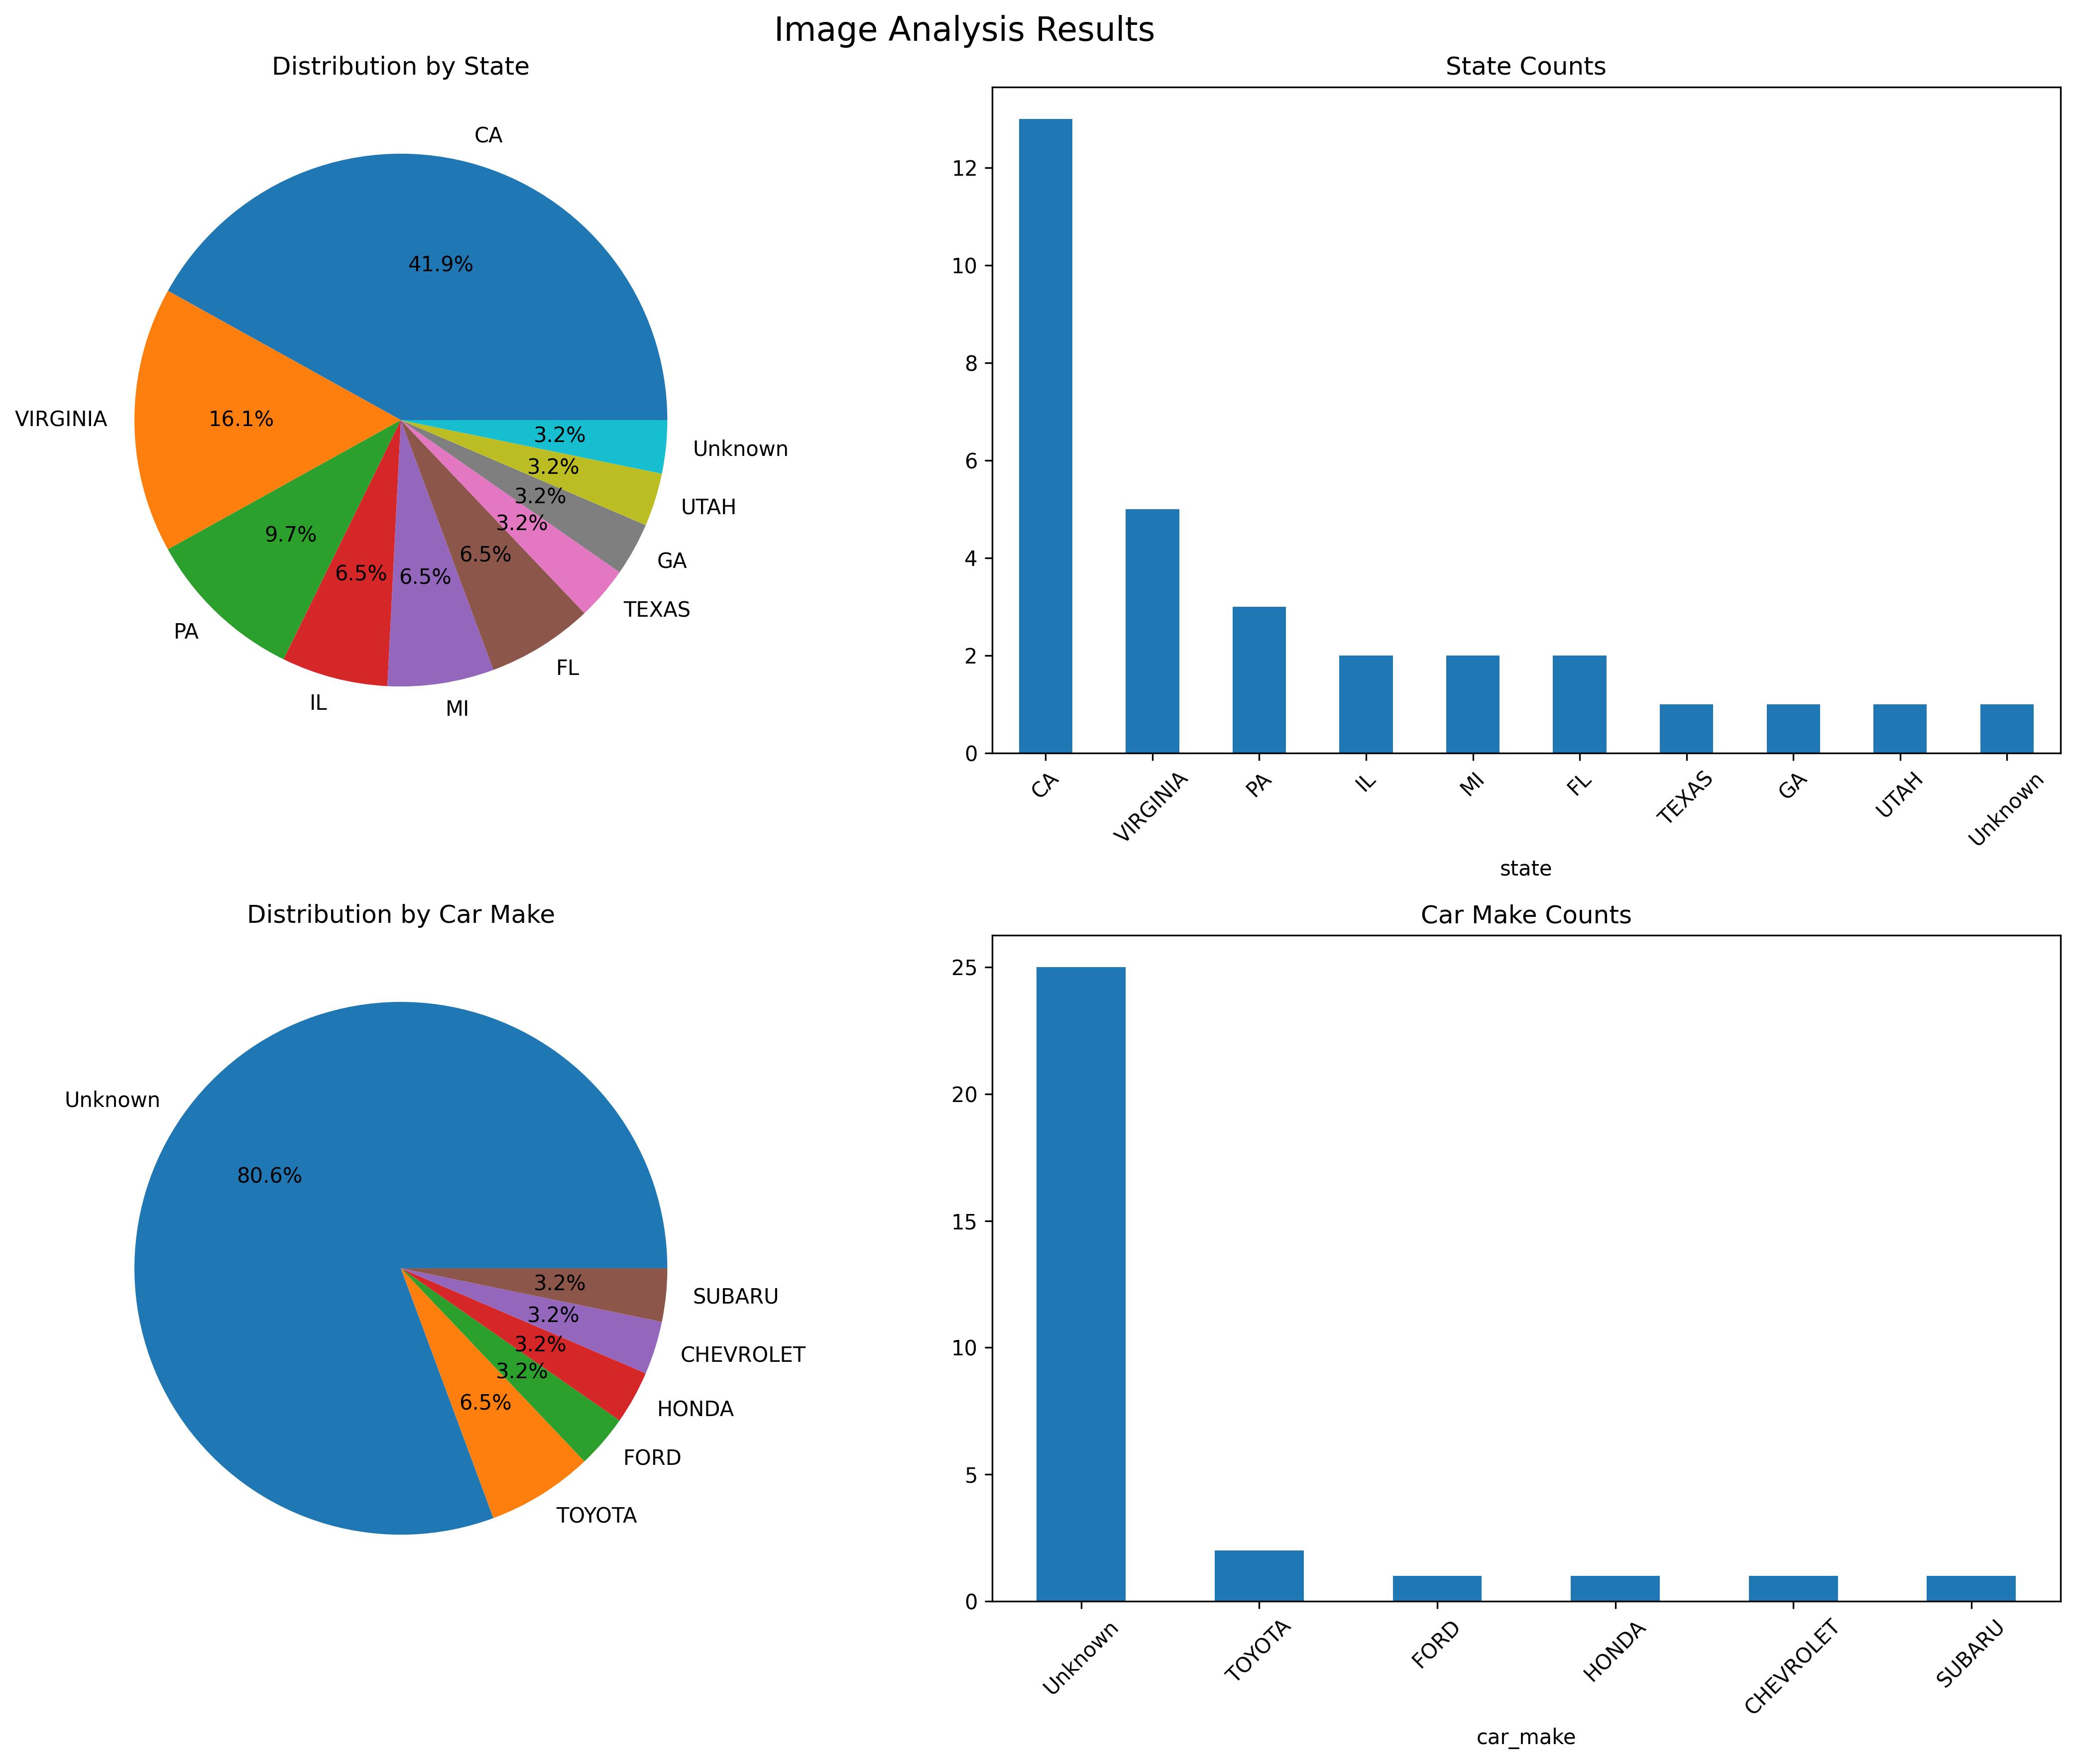 Image Analysis Results
Distribution by State
CA
41.9%
VIRGINIA
16.1%
PA
9.7%
IL
6.5%
MI
6.5%
FL
6.5%
TEXAS
3.2%
GA
3.2%
UTAH
3.2%
Unknown
3.2%
State Counts
12
10
8
6
4
2
0
CA
VIRGINIA
PA
IL
MI
FL
TEXAS
GA
UTAH
Unknown
state
Distribution by Car Make
Unknown
80.6%
TOYOTA
6.5%
FORD
3.2%
HONDA
3.2%
CHEVROLET
3.2%
SUBARU
3.2%
Car Make Counts
25
20
15
10
5
0
Unknown
TOYOTA
FORD
HONDA
CHEVROLET
SUBARU
car_make